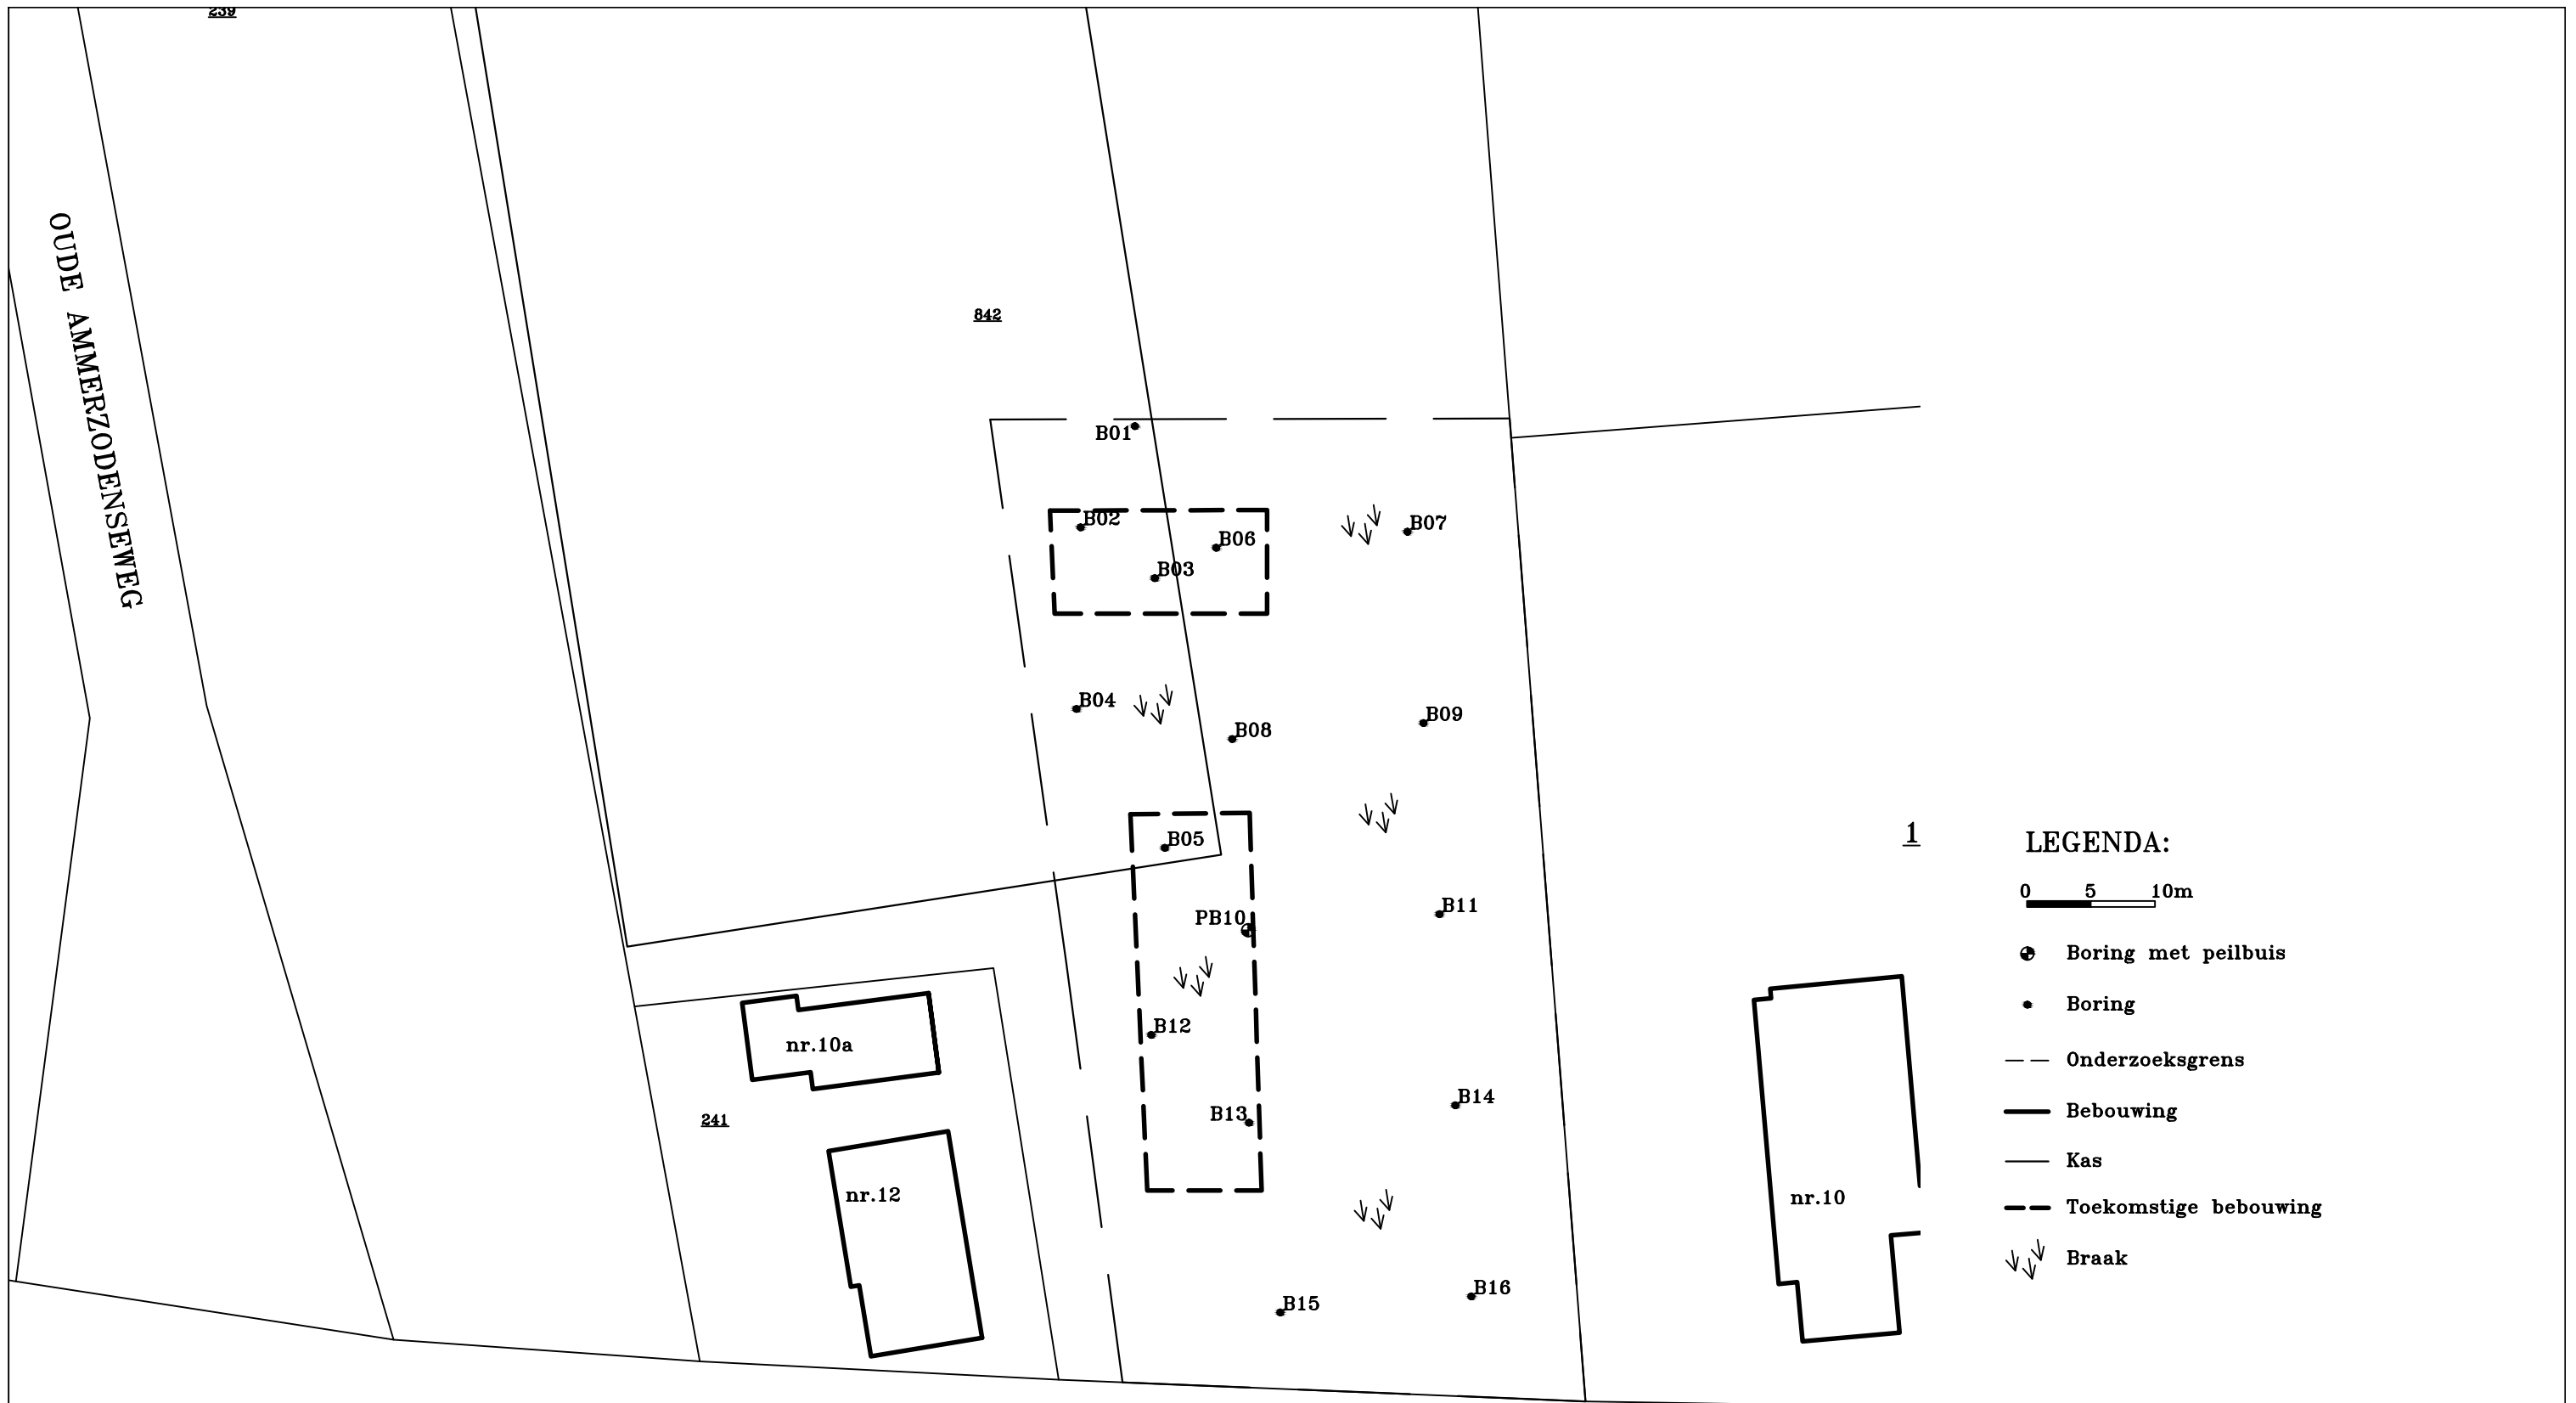 239
OUDE AMMERZODENSEWEG
842
B01
B02
B06
B03
B07
B04
B08
B09
B05
PB10
B11
B12
B13
B14
B15
B16
nr.10a
241
nr.12
nr.10
1
LEGENDA:
0 5 10m
Boring met peilbuis
Boring
Onderzoeksgrens
Bebouwing
Kas
Toekomstige bebouwing
Braak